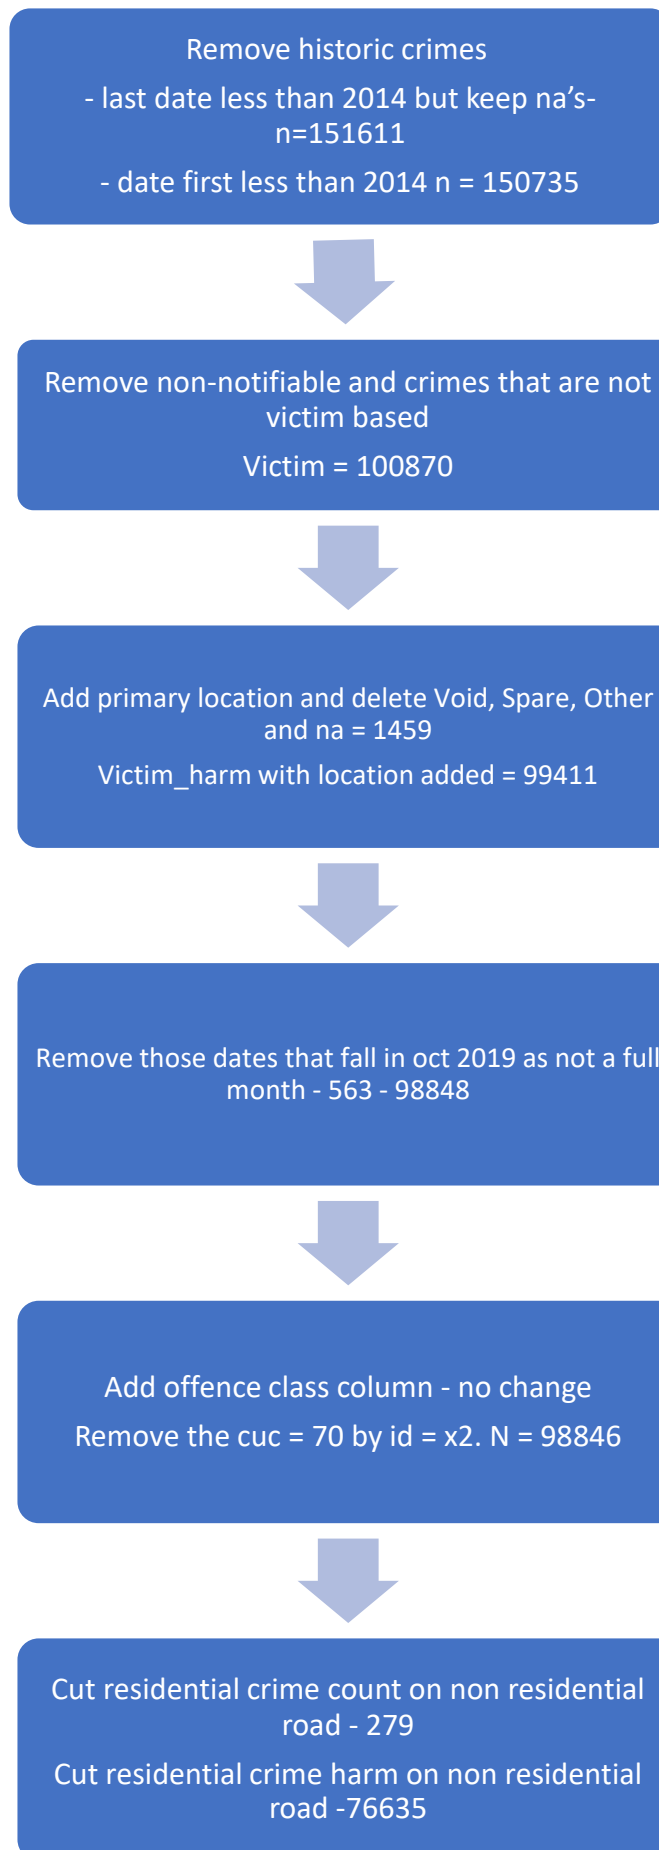 Remove historic crimes
- last date less than 2014 but keep na’s-
n=151611
- date first less than 2014 n = 150735
Remove non-notifiable and crimes that are not
victim based
Victim = 100870
Add primary location and delete Void, Spare, Other
and na = 1459
Victim_harm with location added = 99411
Remove those dates that fall in oct 2019 as not a full
month - 563 - 98848
Add offence class column - no change
Remove the cuc = 70 by id = x2. N = 98846
Cut residential crime count on non residential
road - 279
Cut residential crime harm on non residential
road -76635